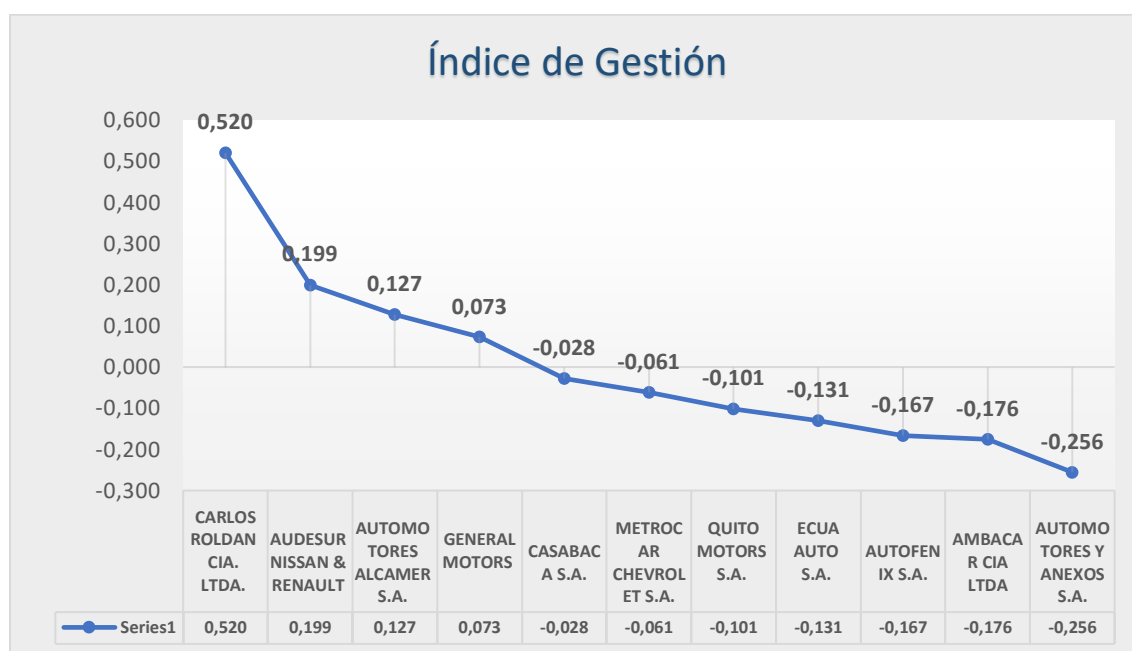 Índice de Gestión
0,600
0,500
0,400
0,300
0,200
0,100
0,000
-0,100
-0,200
-0,300
0,520
0,199
0,127
0,073
-0,028
-0,061
-0,101
-0,131
-0,167
-0,176
-0,256
CARLOS
ROLDAN
CIA.
LTDA.
AUDESUR
NISSAN &
RENAULT
AUTOMO
TORES
ALCAMER
S.A.
GENERAL
MOTORS
CASABAC
A S.A.
METROC
AR
CHEVROL
ET S.A.
QUITO
MOTORS
S.A.
ECUA
AUTO
S.A.
AUTOFEN
IX S.A.
AMBACA
R CIA
LTDA
AUTOMO
TORES Y
ANEXOS
S.A.
Series1 0,520 0,199 0,127 0,073 -0,028 -0,061 -0,101 -0,131 -0,167 -0,176 -0,256